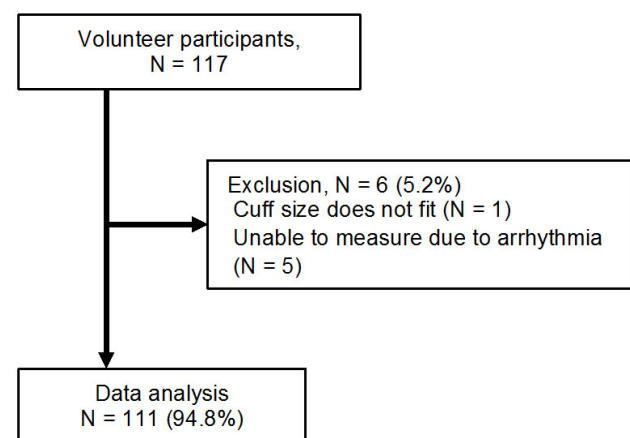 Volunteer participants,
N = 117
Exclusion, N = 6 (5.2%)
Cuff size does not fit (N = 1)
Unable to measure due to arrhythmia
(N = 5)
Data analysis
N = 111 (94.8%)